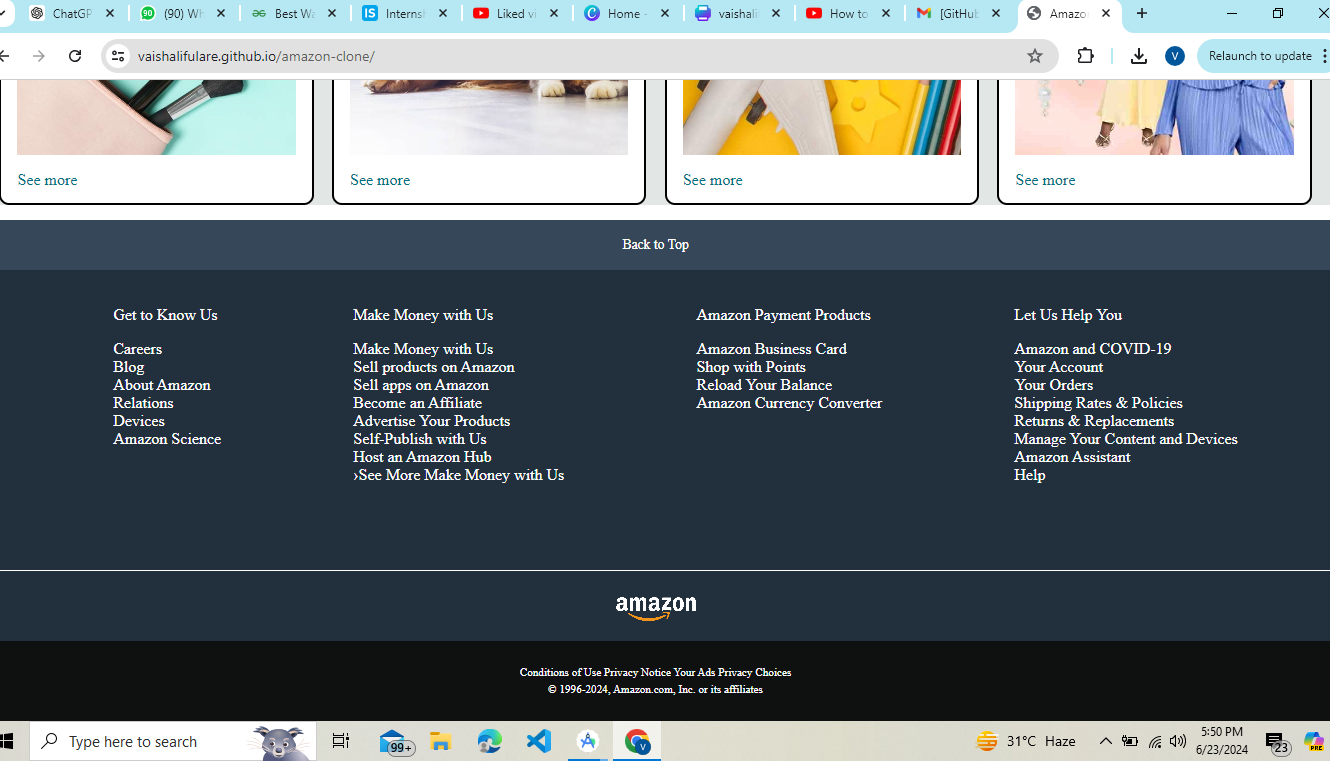 ChatGP
(90) Wh
Best Wa
Interns
Liked vi
Home -
vaishali
How to
[GitHub
Amazon
vaishalifulare.github.io/amazon-clone/
V
Relaunch to update
See more
See more
See more
See more
Back to Top
Get to Know Us
Careers
Blog
About Amazon
Relations
Devices
Amazon Science
Make Money with Us
Make Money with Us
Sell products on Amazon
Sell apps on Amazon
Become an Affiliate
Advertise Your Products
Self-Publish with Us
Host an Amazon Hub
›See More Make Money with Us
Amazon Payment Products
Amazon Business Card
Shop with Points
Reload Your Balance
Amazon Currency Converter
Let Us Help You
Amazon and COVID-19
Your Account
Your Orders
Shipping Rates & Policies
Returns & Replacements
Manage Your Content and Devices
Amazon Assistant
Help
amazon
Conditions of Use Privacy Notice Your Ads Privacy Choices
© 1996-2024, Amazon.com, Inc. or its affiliates
Type here to search
99+
V
31°C Haze
5:50 PM
6/23/2024
23
PRE